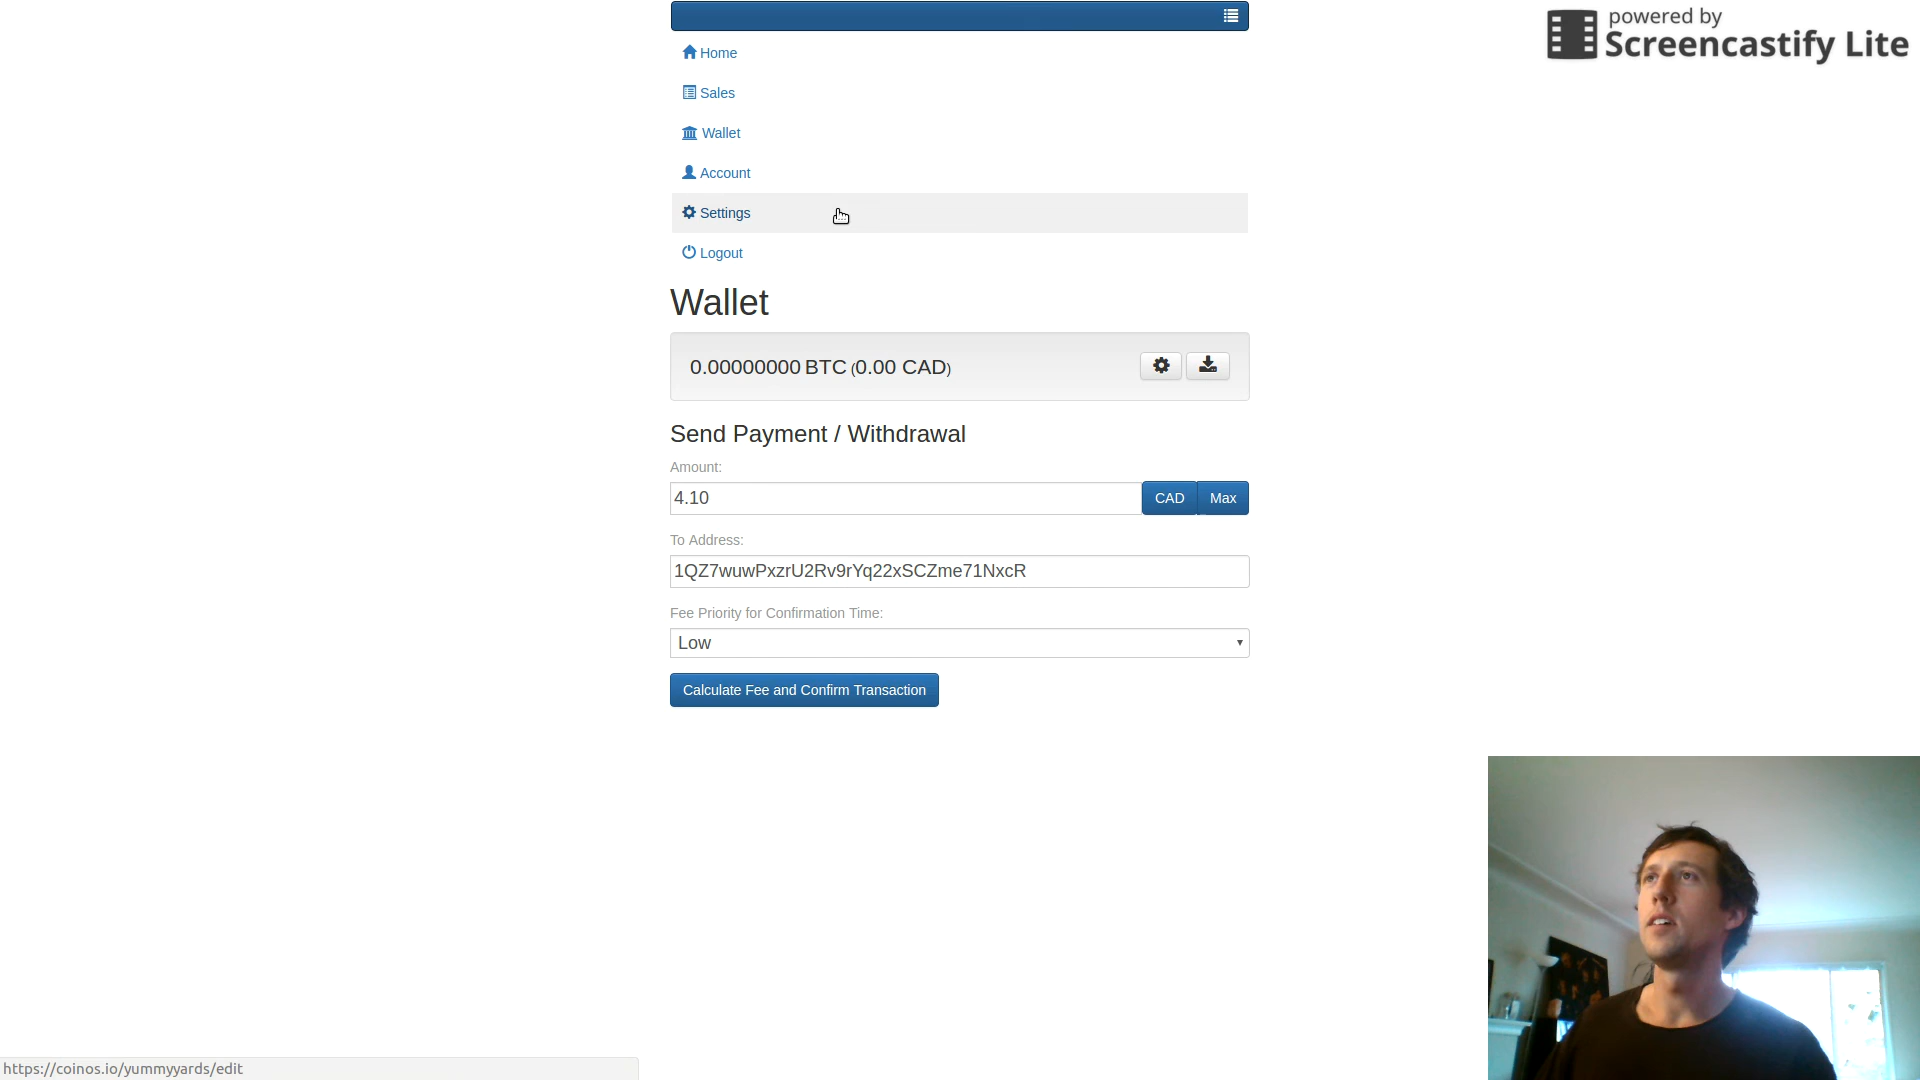 powered by
Screencastify Lite
Home
Sales
Wallet
Account
Settings
Logout
Wallet
0.00000000 BTC (0.00 CAD)
Send Payment / Withdrawal
Amount:
4.10
CAD
Max
To Address:
1QZ7wuwPxzrU2Rv9rYq22xSCZme71NxcR
Fee Priority for Confirmation Time:
Low
Calculate Fee and Confirm Transaction
https://coinos.io/yummyyards/edit